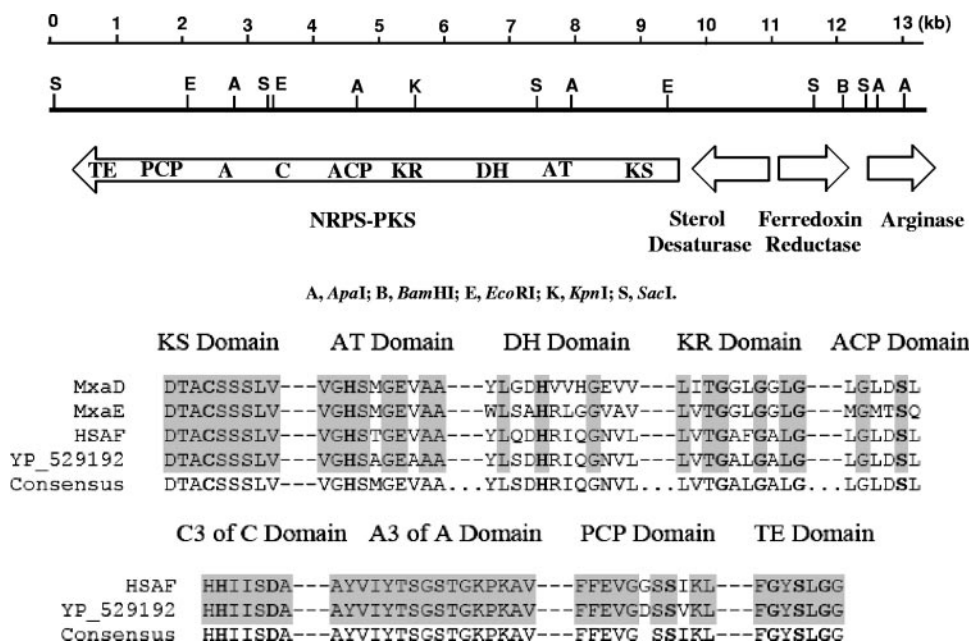 0 1 2 3 4 5 6 7 8 9 10 11 12 13 (kb)
S E A S E A K S A E S B S A A
TE PCP A C ACP KR DH AT KS
NRPS-PKS Sterol Desaturase Ferredoxin Reductase Arginase
A, ApaI; B, BamHI; E, EcoRI; K, KpnI; S, SacI.
KS Domain AT Domain DH Domain KR Domain ACP Domain
MxaD DTACSSSLV---VGHSMGEVAA---YLGDHVVHGEVV---LITGGLGGLG---LGLDSL
MxaE DTACSSSLV---VGHSMGEVAA---WLSAHRLGGVAV---LVTGGLGGLG---MGMTSQ
HSAF DTACSSSLV---VGHSTGEVAA---YLQDHRIQGNVL---LVTGAFGALG---LGLDSL
YP_529192 DTACSSSLV---VGHSAGEAAA---YLSDHRIQGNVL---LVTGALGALG---LGLDSL
Consensus DTACSSSLV---VGHSMGEVAA...YLSDHRIQGNVL...LVTGALGALG...LGLDSL
C3 of C Domain A3 of A Domain PCP Domain TE Domain
HSAF HHIISDA---AYVIYTSGSTGKPKAV---FFEVGGSSIKL---FGYSLGG
YP_529192 HHIISDA---AYVIYTSGSTGKPKAV---FFEVGDSSVKL---FGYSLGG
Consensus HHIISDA---AYVIYTSGSTGKPKAV---FFEVG SSIKL---FGYSLGG